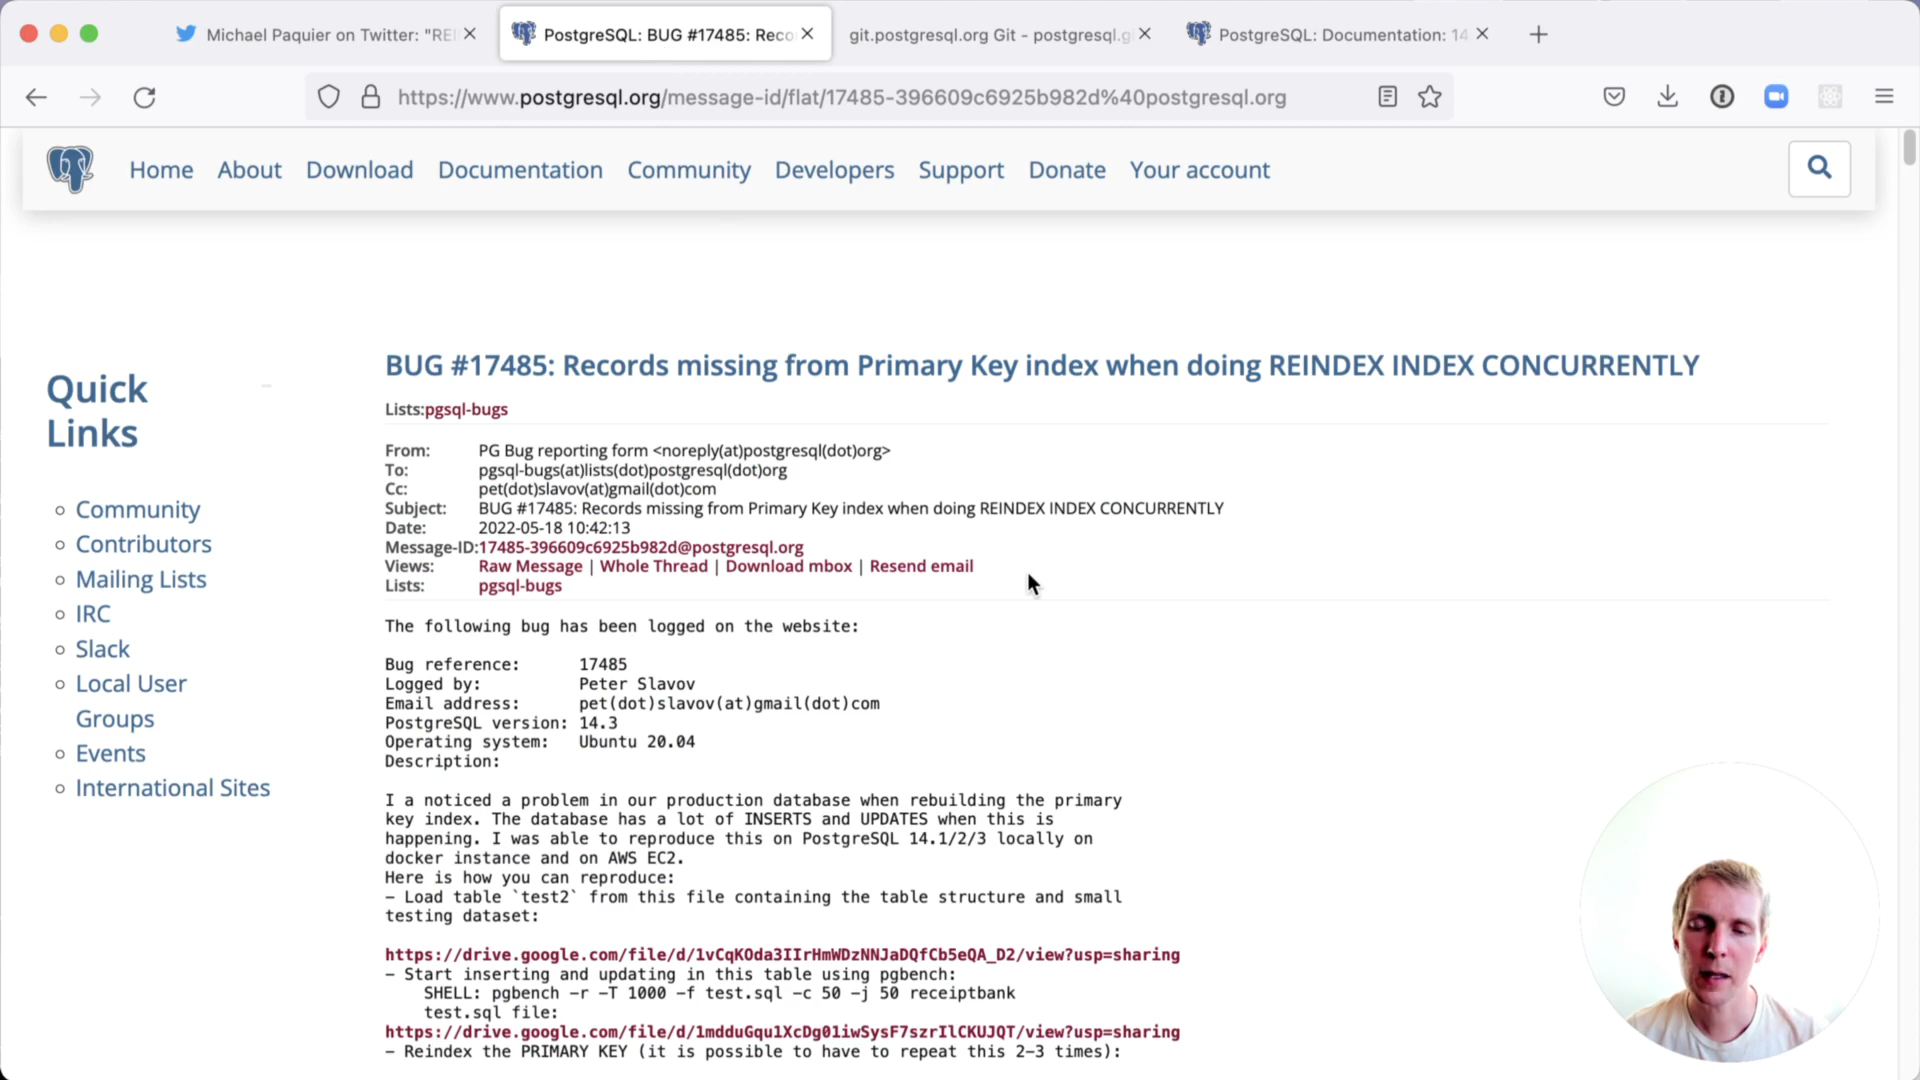 Michael Paquier on Twitter: "REI
PostgreSQL: BUG #17485: Reco
git.postgresql.org Git - postgresql.g
PostgreSQL: Documentation: 14
https://www.postgresql.org/message-id/flat/17485-396609c6925b982d%40postgresql.org
Home About Download Documentation Community Developers Support Donate Your account
Quick
Links
Community
Contributors
Mailing Lists
IRC
Slack
Local User
Groups
Events
International Sites
BUG #17485: Records missing from Primary Key index when doing REINDEX INDEX CONCURRENTLY
Lists:pgsql-bugs
From: PG Bug reporting form <noreply(at)postgresql(dot)org>
To: pgsql-bugs(at)lists(dot)postgresql(dot)org
Cc: pet(dot)slavov(at)gmail(dot)com
Subject: BUG #17485: Records missing from Primary Key index when doing REINDEX INDEX CONCURRENTLY
Date: 2022-05-18 10:42:13
Message-ID:17485-396609c6925b982d@postgresql.org
Views: Raw Message | Whole Thread | Download mbox | Resend email
Lists: pgsql-bugs
The following bug has been logged on the website:
Bug reference: 17485
Logged by: Peter Slavov
Email address: pet(dot)slavov(at)gmail(dot)com
PostgreSQL version: 14.3
Operating system: Ubuntu 20.04
Description:
I a noticed a problem in our production database when rebuilding the primary
key index. The database has a lot of INSERTS and UPDATES when this is
happening. I was able to reproduce this on PostgreSQL 14.1/2/3 locally on
docker instance and on AWS EC2.
Here is how you can reproduce:
- Load table `test2` from this file containing the table structure and small
testing dataset:
https://drive.google.com/file/d/1vCqKOda3IIrHmWDzNNJaDQfCb5eQA_D2/view?usp=sharing
- Start inserting and updating in this table using pgbench:
SHELL: pgbench -r -T 1000 -f test.sql -c 50 -j 50 receiptbank
test.sql file:
https://drive.google.com/file/d/1mdduGqu1XcDg01iwSysF7szrIlCKUJQT/view?usp=sharing
- Reindex the PRIMARY KEY (it is possible to have to repeat this 2-3 times):